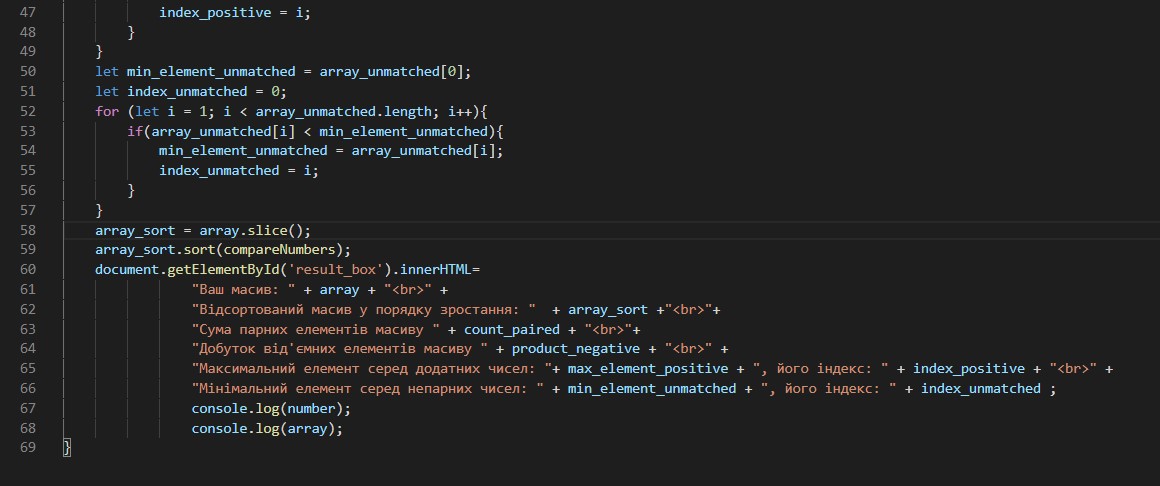 47 index_positive = i;
48 }
49 }
50 let min_element_unmatched = array_unmatched[0];
51 let index_unmatched = 0;
52 for (let i = 1; i < array_unmatched.length; i++){
53 if(array_unmatched[i] < min_element_unmatched){
54 min_element_unmatched = array_unmatched[i];
55 index_unmatched = i;
56 }
57 }
58 array_sort = array.slice();
59 array_sort.sort(compareNumbers);
60 document.getElementById('result_box').innerHTML=
61 "Ваш масив: " + array + "<br>" +
62 "Відсортований масив у порядку зростання: "  + array_sort +"<br>"+
63 "Сума парних елементів масиву " + count_paired + "<br>"+
64 "Добуток від'ємних елементів масиву " + product_negative + "<br>" +
65 "Максимальний елемент серед додатних чисел: "+ max_element_positive + ", його індекс: " + index_positive + "<br>" +
66 "Мінімальний елемент серед непарних чисел: " + min_element_unmatched + ", його індекс: " + index_unmatched ;
67 console.log(number);
68 console.log(array);
69 }